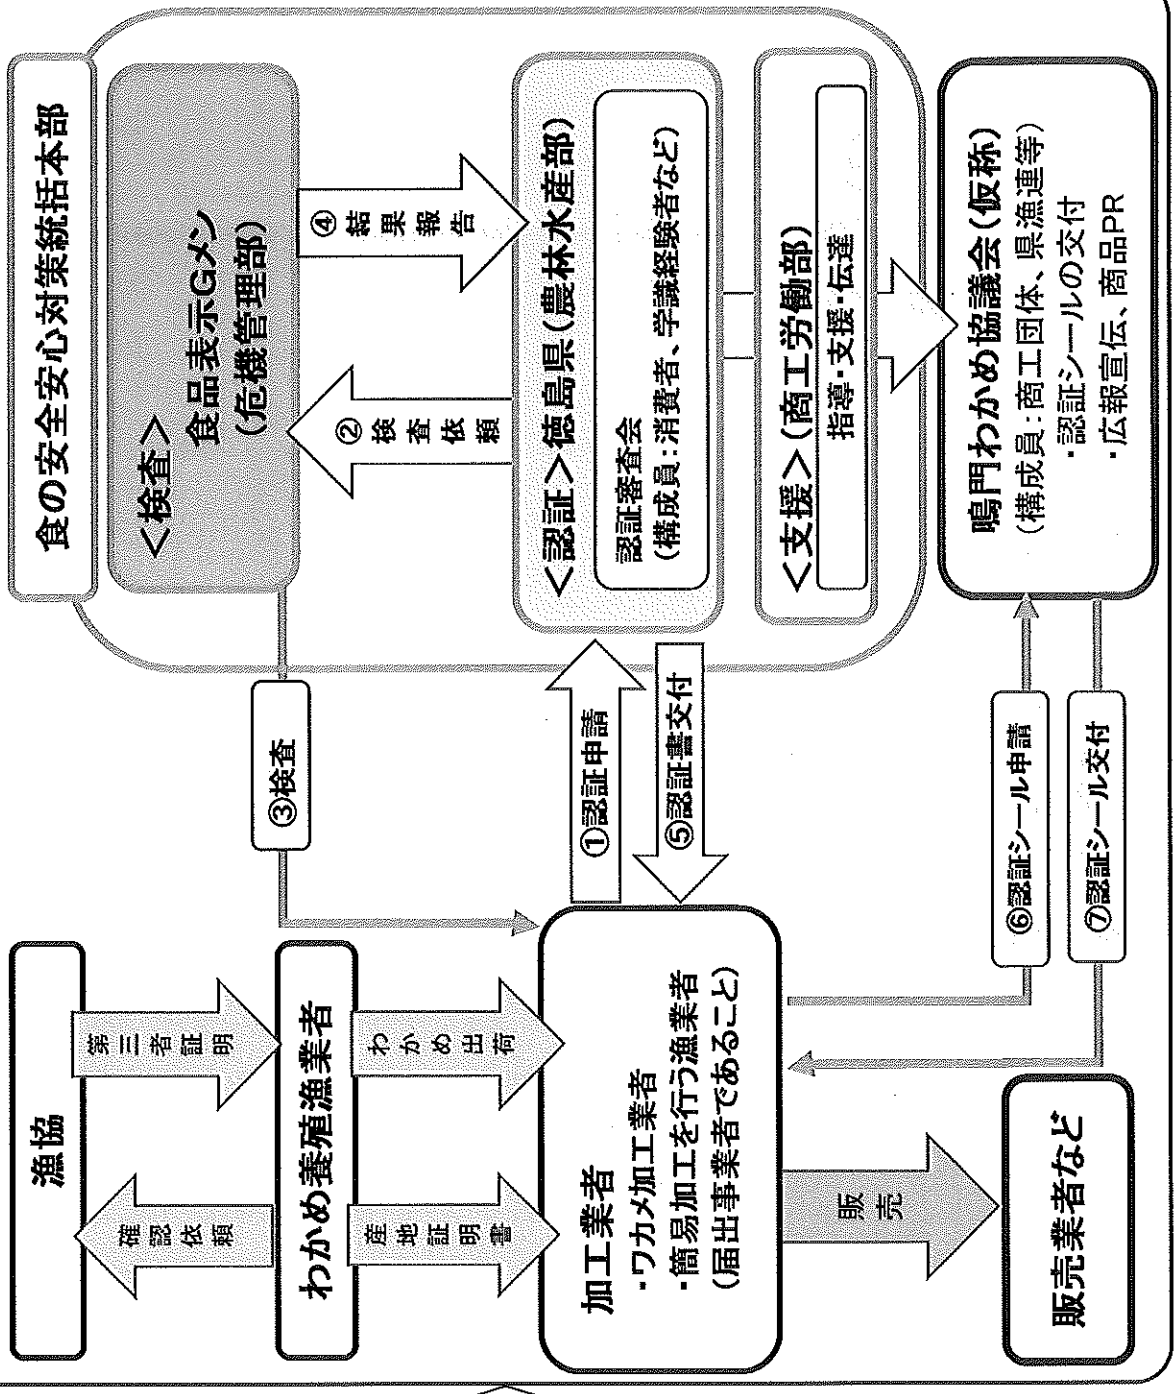 漁協
確認依頼
第三者証明
わかめ養殖漁業者
産地証明書
わかめ出荷
加工業者
・ワカメ加工業者
・簡易加工を行う漁業者
(届出事業者であること)
販売
販売業者など
③検査
①認証申請
⑤認証書交付
⑥認証シール申請
⑦認証シール交付
食の安全安心対策統括本部
<検査>
食品表示Gメン
(危機管理部)
②検査依頼
④結果報告
<認証>徳島県(農林水産部)
認証審査会
(構成員:消費者、学識経験者など)
<支援>(商工労働部)
指導・支援・伝達
鳴門わかめ協議会(仮称)
(構成員:商工団体、県漁連等)
・認証シールの交付
・広報宣伝、商品PR